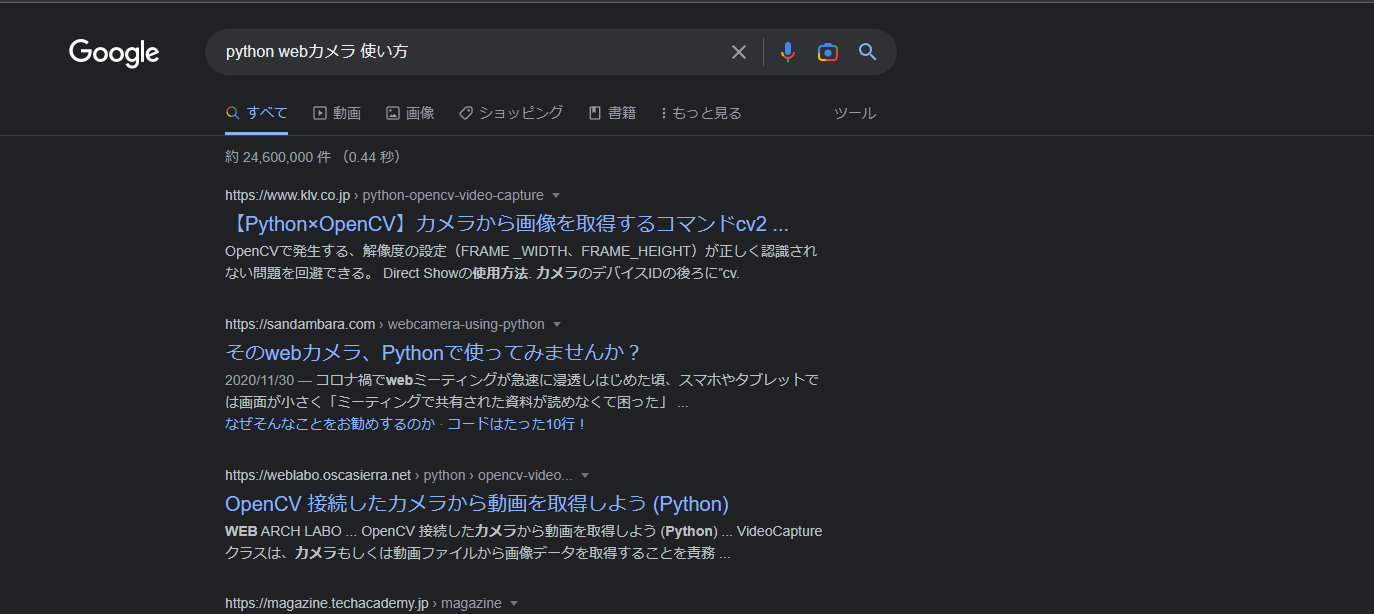 Google
python webカメラ 使い方
すべて 動画 画像 ショッピング 書籍 もっと見る ツール
約 24,600,000 件 （0.44 秒）
https://www.klv.co.jp › python-opencv-video-capture
【Python×OpenCV】カメラから画像を取得するコマンドcv2 ...
OpenCVで発生する、解像度の設定（FRAME _WIDTH、FRAME_HEIGHT）が正しく認識され
ない問題を回避できる。 Direct Showの使用方法. カメラのデバイスIDの後ろに”cv.
https://sandambara.com › webcamera-using-python
そのwebカメラ、Pythonで使ってみませんか？
2020/11/30 — コロナ禍でwebミーティングが急速に浸透しはじめた頃、スマホやタブレットで
は画面が小さく「ミーティングで共有された資料が読めなくて困った」 ...
なぜそんなことをお勧めするのか · コードはたった10行！
https://weblabo.oscasierra.net › python › opencv-video...
OpenCV 接続したカメラから動画を取得しよう (Python)
WEB ARCH LABO ... OpenCV 接続したカメラから動画を取得しよう (Python) ... VideoCapture
クラスは、カメラもしくは動画ファイルから画像データを取得することを責務 ...
https://magazine.techacademy.jp › magazine